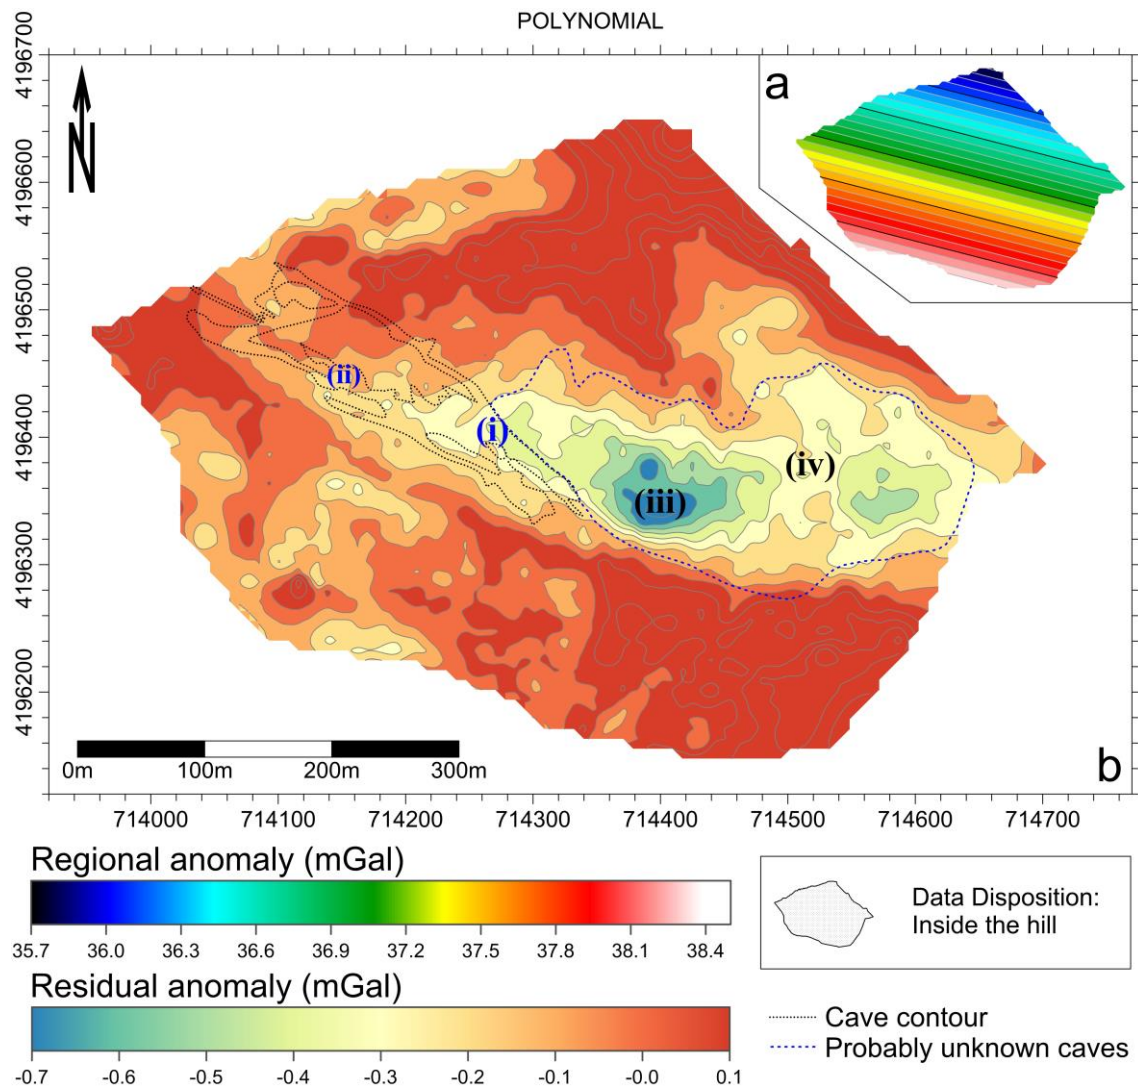 POLYNOMIAL
4196700
4196600
4196500
4196400
4196300
4196200
N
a
(ii)
(i)
(iii)
(iv)
0m 100m 200m 300m
b
714000 714100 714200 714300 714400 714500 714600 714700
Regional anomaly (mGal)
35.7 36.0 36.3 36.6 36.9 37.2 37.5 37.8 38.1 38.4
Residual anomaly (mGal)
-0.7 -0.6 -0.5 -0.4 -0.3 -0.2 -0.1 -0.0 0.1
Data Disposition:
Inside the hill
Cave contour
Probably unknown caves